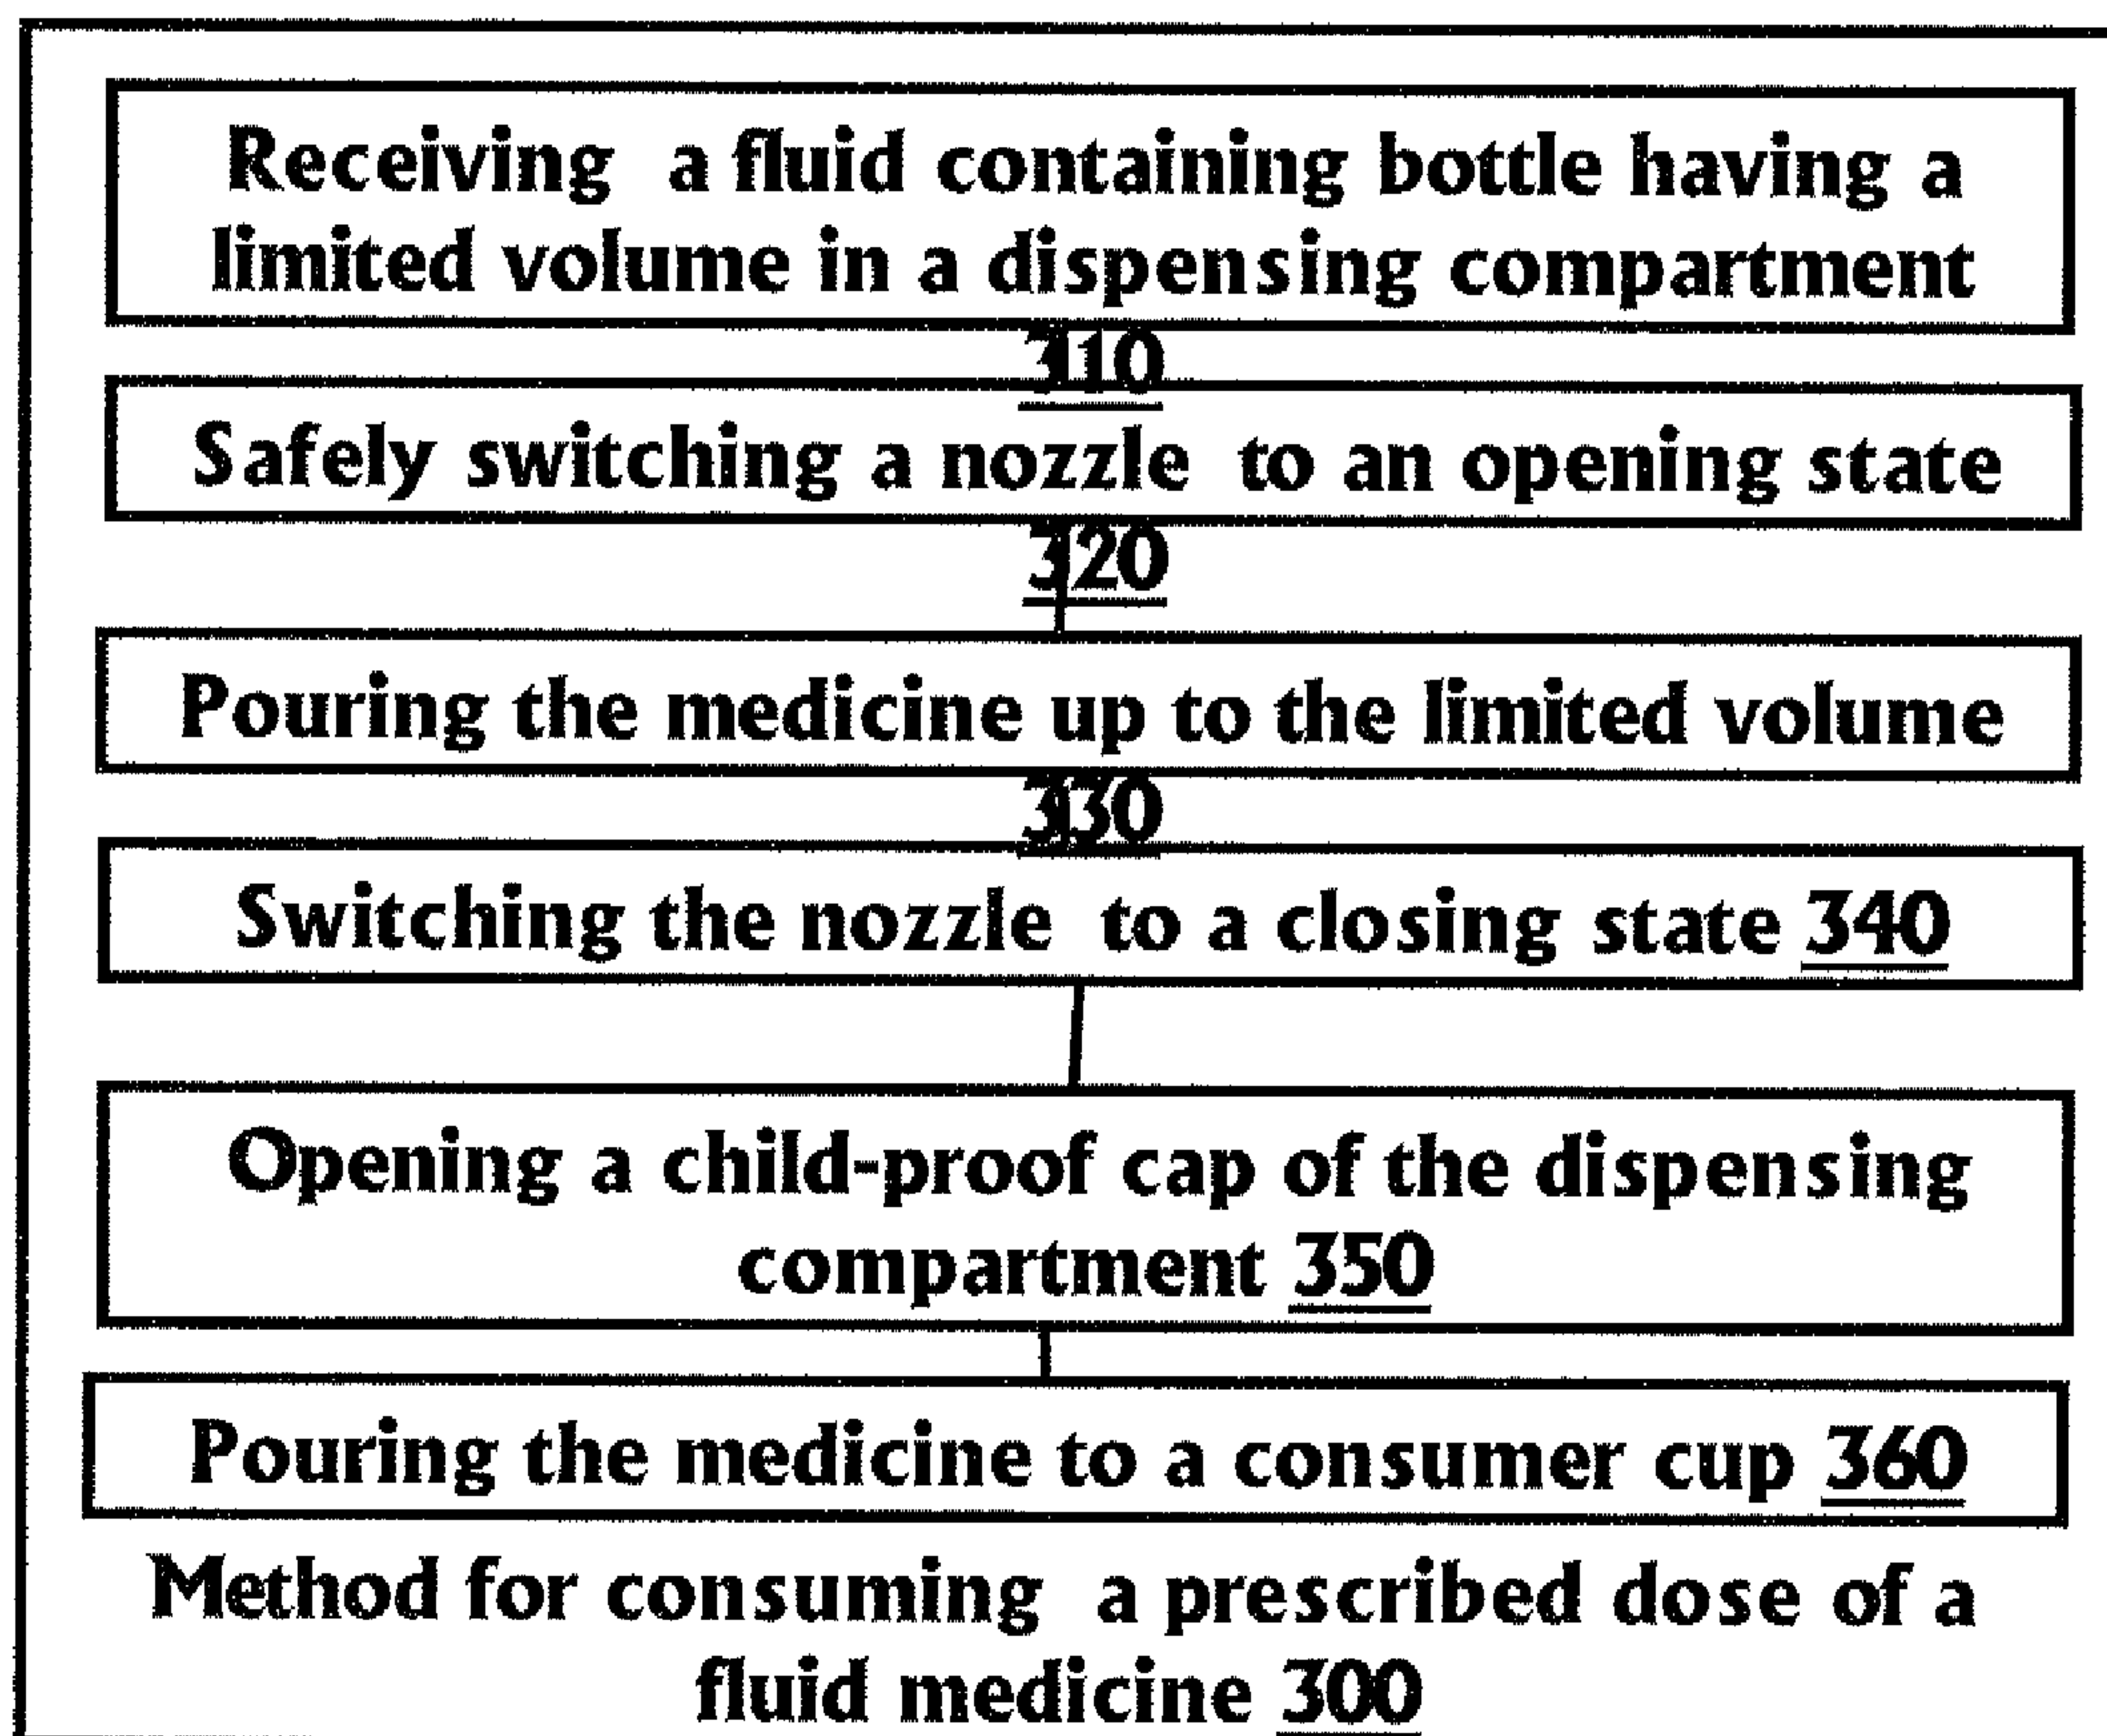 Receiving a fluid containing bottle having a
limited volume in a dispensing compartment
310
Safely switching a nozzle to an opening state
320
Pouring the medicine up to the limited volume
330
Switching the nozzle to a closing state 340
Opening a child-proof cap of the dispensing
compartment 350
Pouring the medicine to a consumer cup 360
Method for consuming a prescribed dose of a
fluid medicine 300